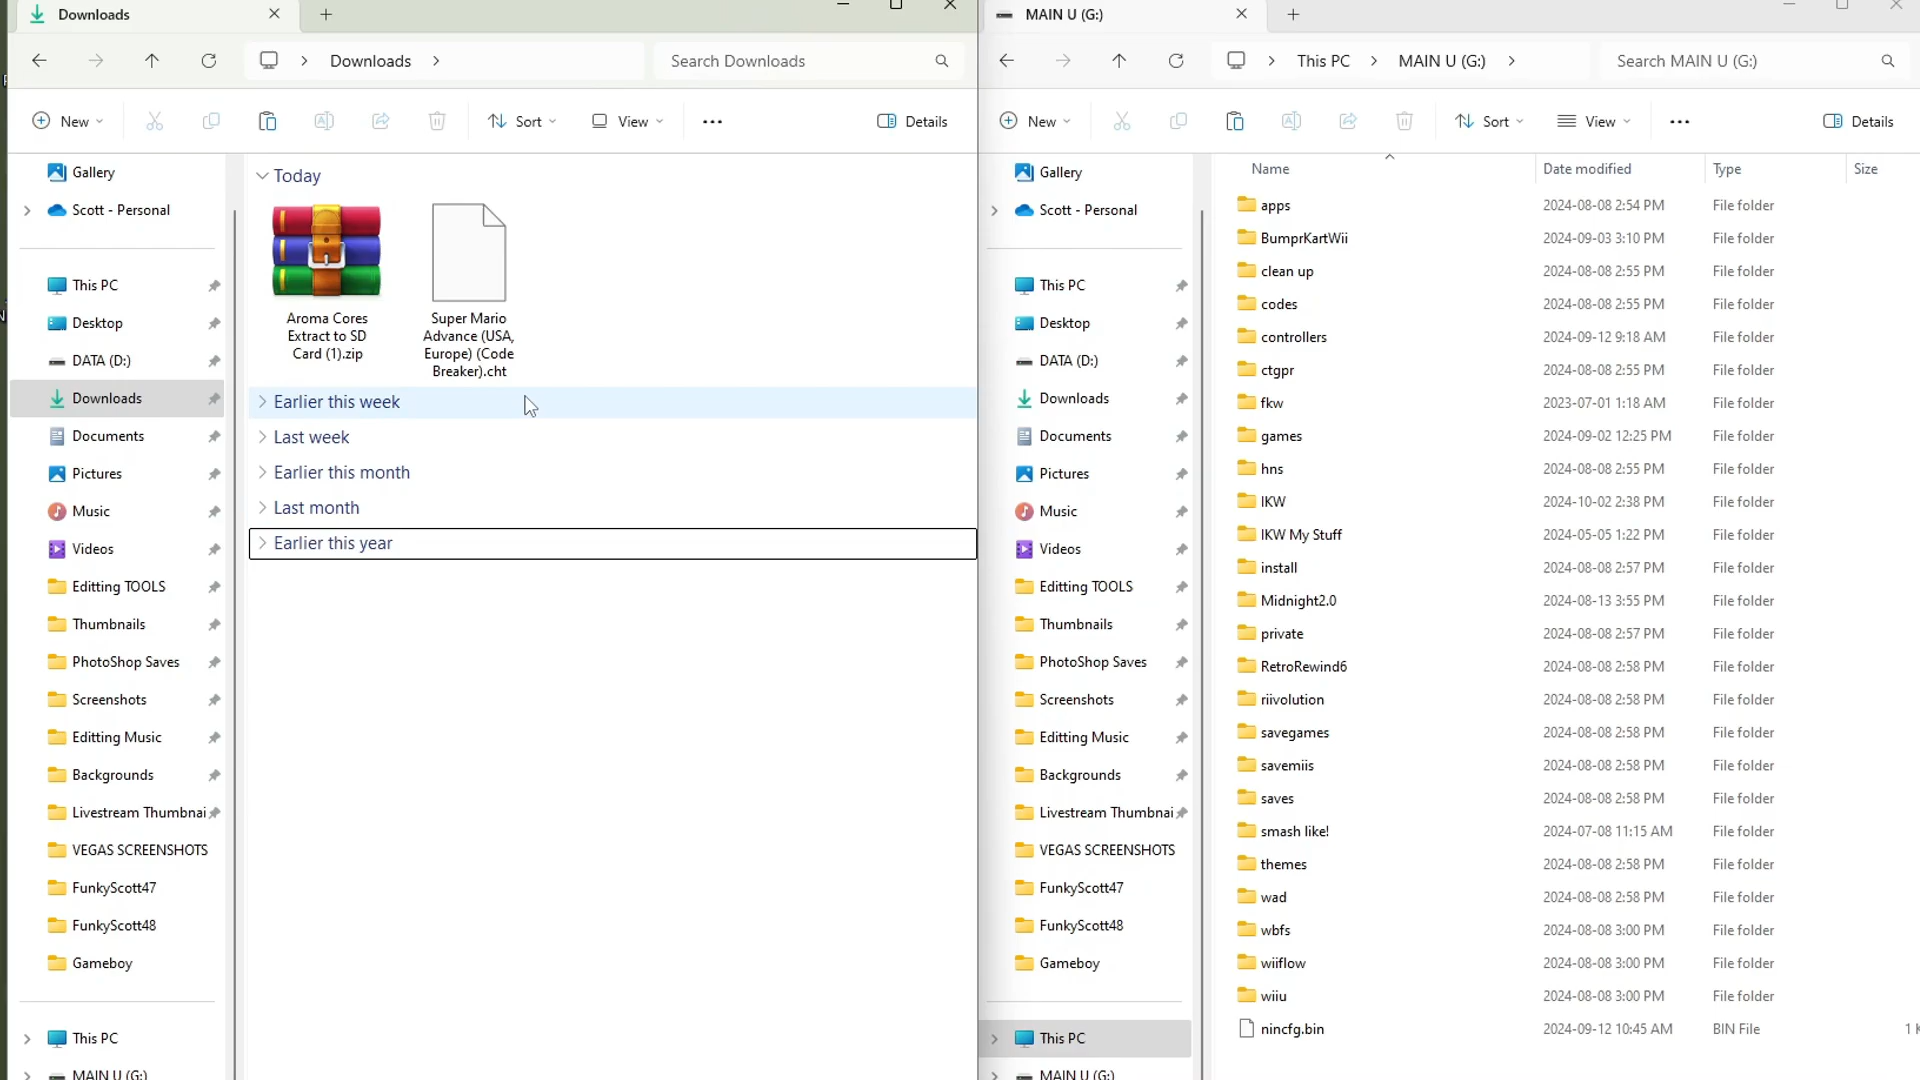 Downloads
Downloads
Search Downloads
New
Sort
View
Details
Gallery
Scott - Personal
This PC
Desktop
DATA (D:)
Downloads
Documents
Pictures
Music
Videos
Editting TOOLS
Thumbnails
PhotoShop Saves
Screenshots
Editting Music
Backgrounds
Livestream Thumbnai
VEGAS SCREENSHOTS
FunkyScott47
FunkyScott48
Gameboy
This PC
MAIN U (G:)
Today
Aroma Cores
Extract to SD
Card (1).zip
Super Mario
Advance (USA,
Europe) (Code
Breaker).cht
Earlier this week
Last week
Earlier this month
Last month
Earlier this year
MAIN U (G:)
This PC
MAIN U (G:)
Search MAIN U (G:)
New
Sort
View
Details
Gallery
Scott - Personal
This PC
Desktop
DATA (D:)
Downloads
Documents
Pictures
Music
Videos
Editting TOOLS
Thumbnails
PhotoShop Saves
Screenshots
Editting Music
Backgrounds
Livestream Thumbnai
VEGAS SCREENSHOTS
FunkyScott47
FunkyScott48
Gameboy
This PC
MAIN U (G:)
Name Date modified Type Size
apps 2024-08-08 2:54 PM File folder
BumprKartWii 2024-09-03 3:10 PM File folder
clean up 2024-08-08 2:55 PM File folder
codes 2024-08-08 2:55 PM File folder
controllers 2024-09-12 9:18 AM File folder
ctgpr 2024-08-08 2:55 PM File folder
fkw 2023-07-01 1:18 AM File folder
games 2024-09-02 12:25 PM File folder
hns 2024-08-08 2:55 PM File folder
IKW 2024-10-02 2:38 PM File folder
IKW My Stuff 2024-05-05 1:22 PM File folder
install 2024-08-08 2:57 PM File folder
Midnight2.0 2024-08-13 3:55 PM File folder
private 2024-08-08 2:57 PM File folder
RetroRewind6 2024-08-08 2:58 PM File folder
riivolution 2024-08-08 2:58 PM File folder
savegames 2024-08-08 2:58 PM File folder
savemiis 2024-08-08 2:58 PM File folder
saves 2024-08-08 2:58 PM File folder
smash like! 2024-07-08 11:15 AM File folder
themes 2024-08-08 2:58 PM File folder
wad 2024-08-08 2:58 PM File folder
wbfs 2024-08-08 3:00 PM File folder
wiiflow 2024-08-08 3:00 PM File folder
wiiu 2024-08-08 3:00 PM File folder
nincfg.bin 2024-09-12 10:45 AM BIN File 1